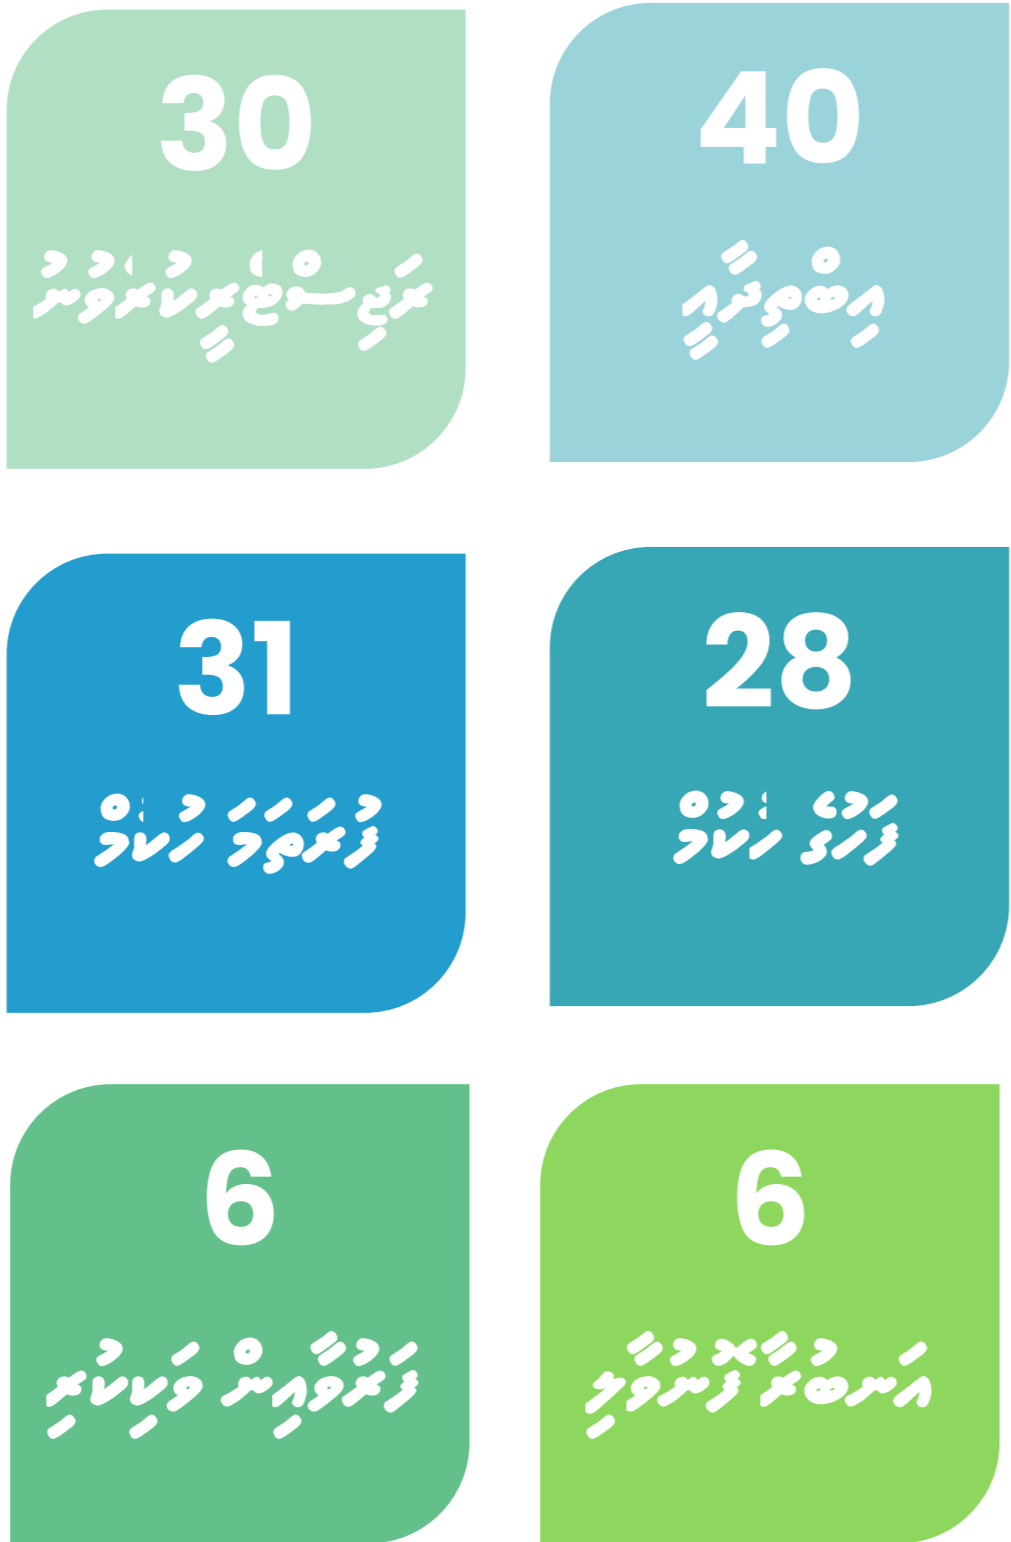 40
އިބްތިދާއީ
30
ރަޖިސްޓެރީކުރެވުނު
28
ފަހުގެ ހުކުމް
31
ފުރަތަމަ ހުކުމް
6
އަނބުރާ ފޮނުވާލި
6
ފަރުވާއިން ވަކިކުރި